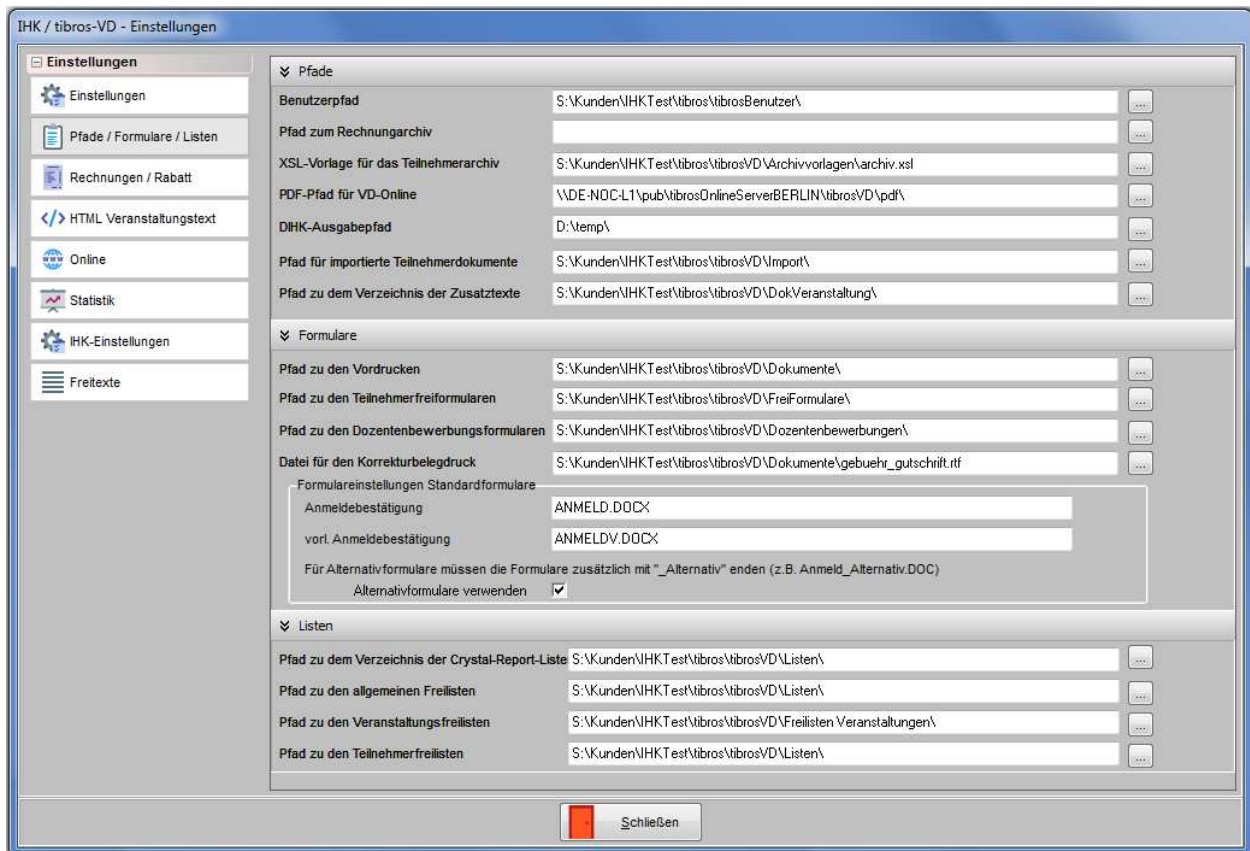 IHK / tibros-VD - Einstellungen
Einstellungen
Einstellungen
Pfade / Formulare / Listen
Rechnungen / Rabatt
HTML Veranstaltungstext
Online
Statistik
IHK-Einstellungen
Freitexte
Pfade
Benutzerpfad S:\Kunden\IHKTest\tibros\tibrosBenutzer\ ...
Pfad zum Rechnungarchiv ...
XSL-Vorlage für das Teilnehmerarchiv S:\Kunden\IHKTest\tibros\tibrosVD\Archivvorlagen\archiv.xsl ...
PDF-Pfad für VD-Online \\DE-NOC-L1\pub\tibrosOnlineServerBERLIN\tibrosVD\pdf\ ...
DIHK-Ausgabepfad D:\temp\ ...
Pfad für importierte Teilnehmerdokumente S:\Kunden\IHKTest\tibros\tibrosVD\Import\ ...
Pfad zu dem Verzeichnis der Zusatztexte S:\Kunden\IHKTest\tibros\tibrosVD\DokVeranstaltung\ ...
Formulare
Pfad zu den Vordrucken S:\Kunden\IHKTest\tibros\tibrosVD\Dokumente\ ...
Pfad zu den Teilnehmerfreiformularen S:\Kunden\IHKTest\tibros\tibrosVD\FreiFormulare\ ...
Pfad zu den Dozentenbewerbungsformularen S:\Kunden\IHKTest\tibros\tibrosVD\Dozentenbewerbungen\ ...
Datei für den Korrekturbelegdruck S:\Kunden\IHKTest\tibros\tibrosVD\Dokumente\gebuehr_gutschrift.rtf ...
Formulareinstellungen Standardformulare
Anmeldebestätigung ANMELD.DOCX
vorl. Anmeldebestätigung ANMELDV.DOCX
Für Alternativformulare müssen die Formulare zusätzlich mit "_Alternativ" enden (z.B. Anmeld_Alternativ.DOC)
Alternativformulare verwenden
Listen
Pfad zu dem Verzeichnis der Crystal-Report-Liste S:\Kunden\IHKTest\tibros\tibrosVD\Listen\ ...
Pfad zu den allgemeinen Freilisten S:\Kunden\IHKTest\tibros\tibrosVD\Listen\ ...
Pfad zu den Veranstaltungsfreilisten S:\Kunden\IHKTest\tibros\tibrosVD\Freilisten Veranstaltungen\ ...
Pfad zu den Teilnehmerfreilisten S:\Kunden\IHKTest\tibros\tibrosVD\Listen\ ...
Schließen